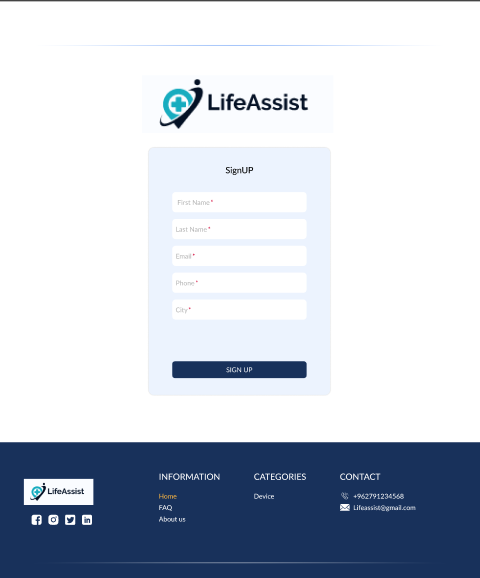 LifeAssist
SignUP
First Name*
Last Name*
Email*
Phone*
City*
SIGN UP
LifeAssist
INFORMATION
Home
FAQ
About us
CATEGORIES
Device
CONTACT
+962791234568
Lifeassist@gmail.com